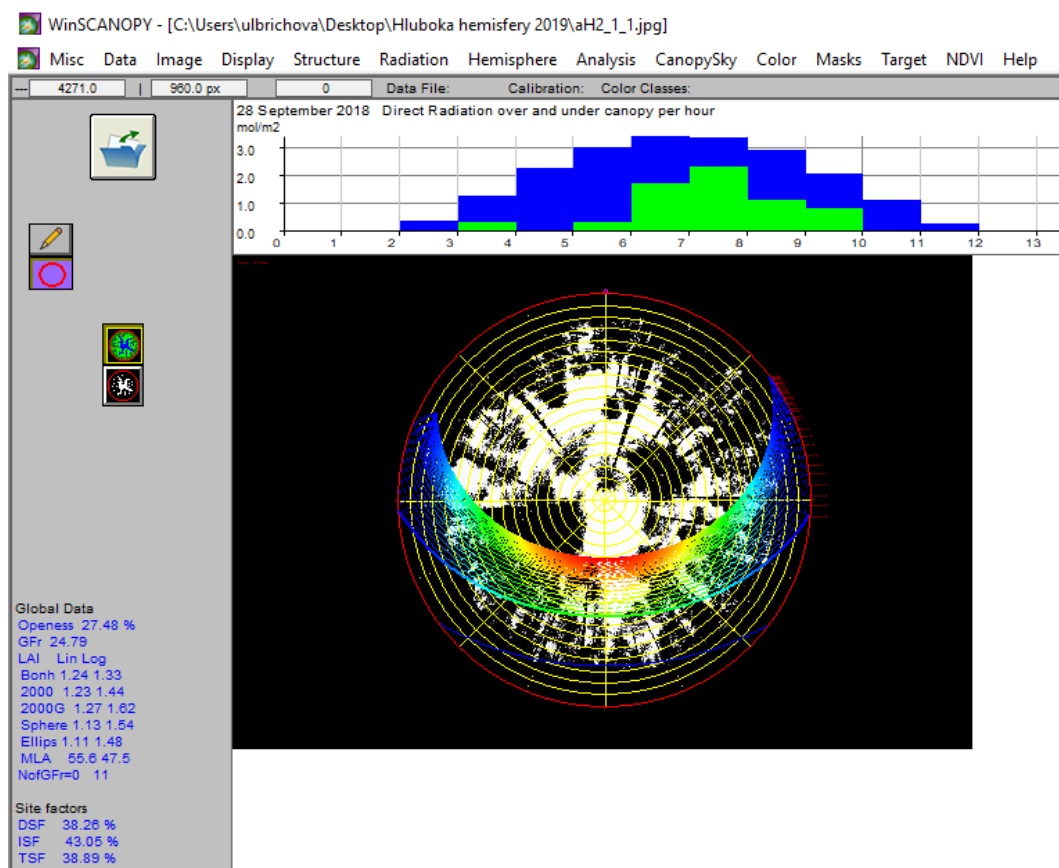 WinSCANOPY - [C:\Users\ulbrichova\Desktop\Hluboka hemisfery 2019\aH2_1_1.jpg]
Misc Data Image Display Structure Radiation Hemisphere Analysis CanopySky Color Masks Target NDVI Help
--- 4271.0 | 960.0 px 0 Data File: Calibration: Color Classes:
28 September 2018 Direct Radiation over and under canopy per hour
mol/m2
3.0
2.0
1.0
0.0
0 1 2 3 4 5 6 7 8 9 10 11 12 13
Global Data
Openess 27.48 %
GFr 24.79
LAI Lin Log
Bonh 1.24 1.33
2000 1.23 1.44
2000G 1.27 1.62
Sphere 1.13 1.54
Ellips 1.11 1.48
MLA 55.6 47.5
NofGFr=0 11
Site factors
DSF 38.26 %
ISF 43.05 %
TSF 38.89 %